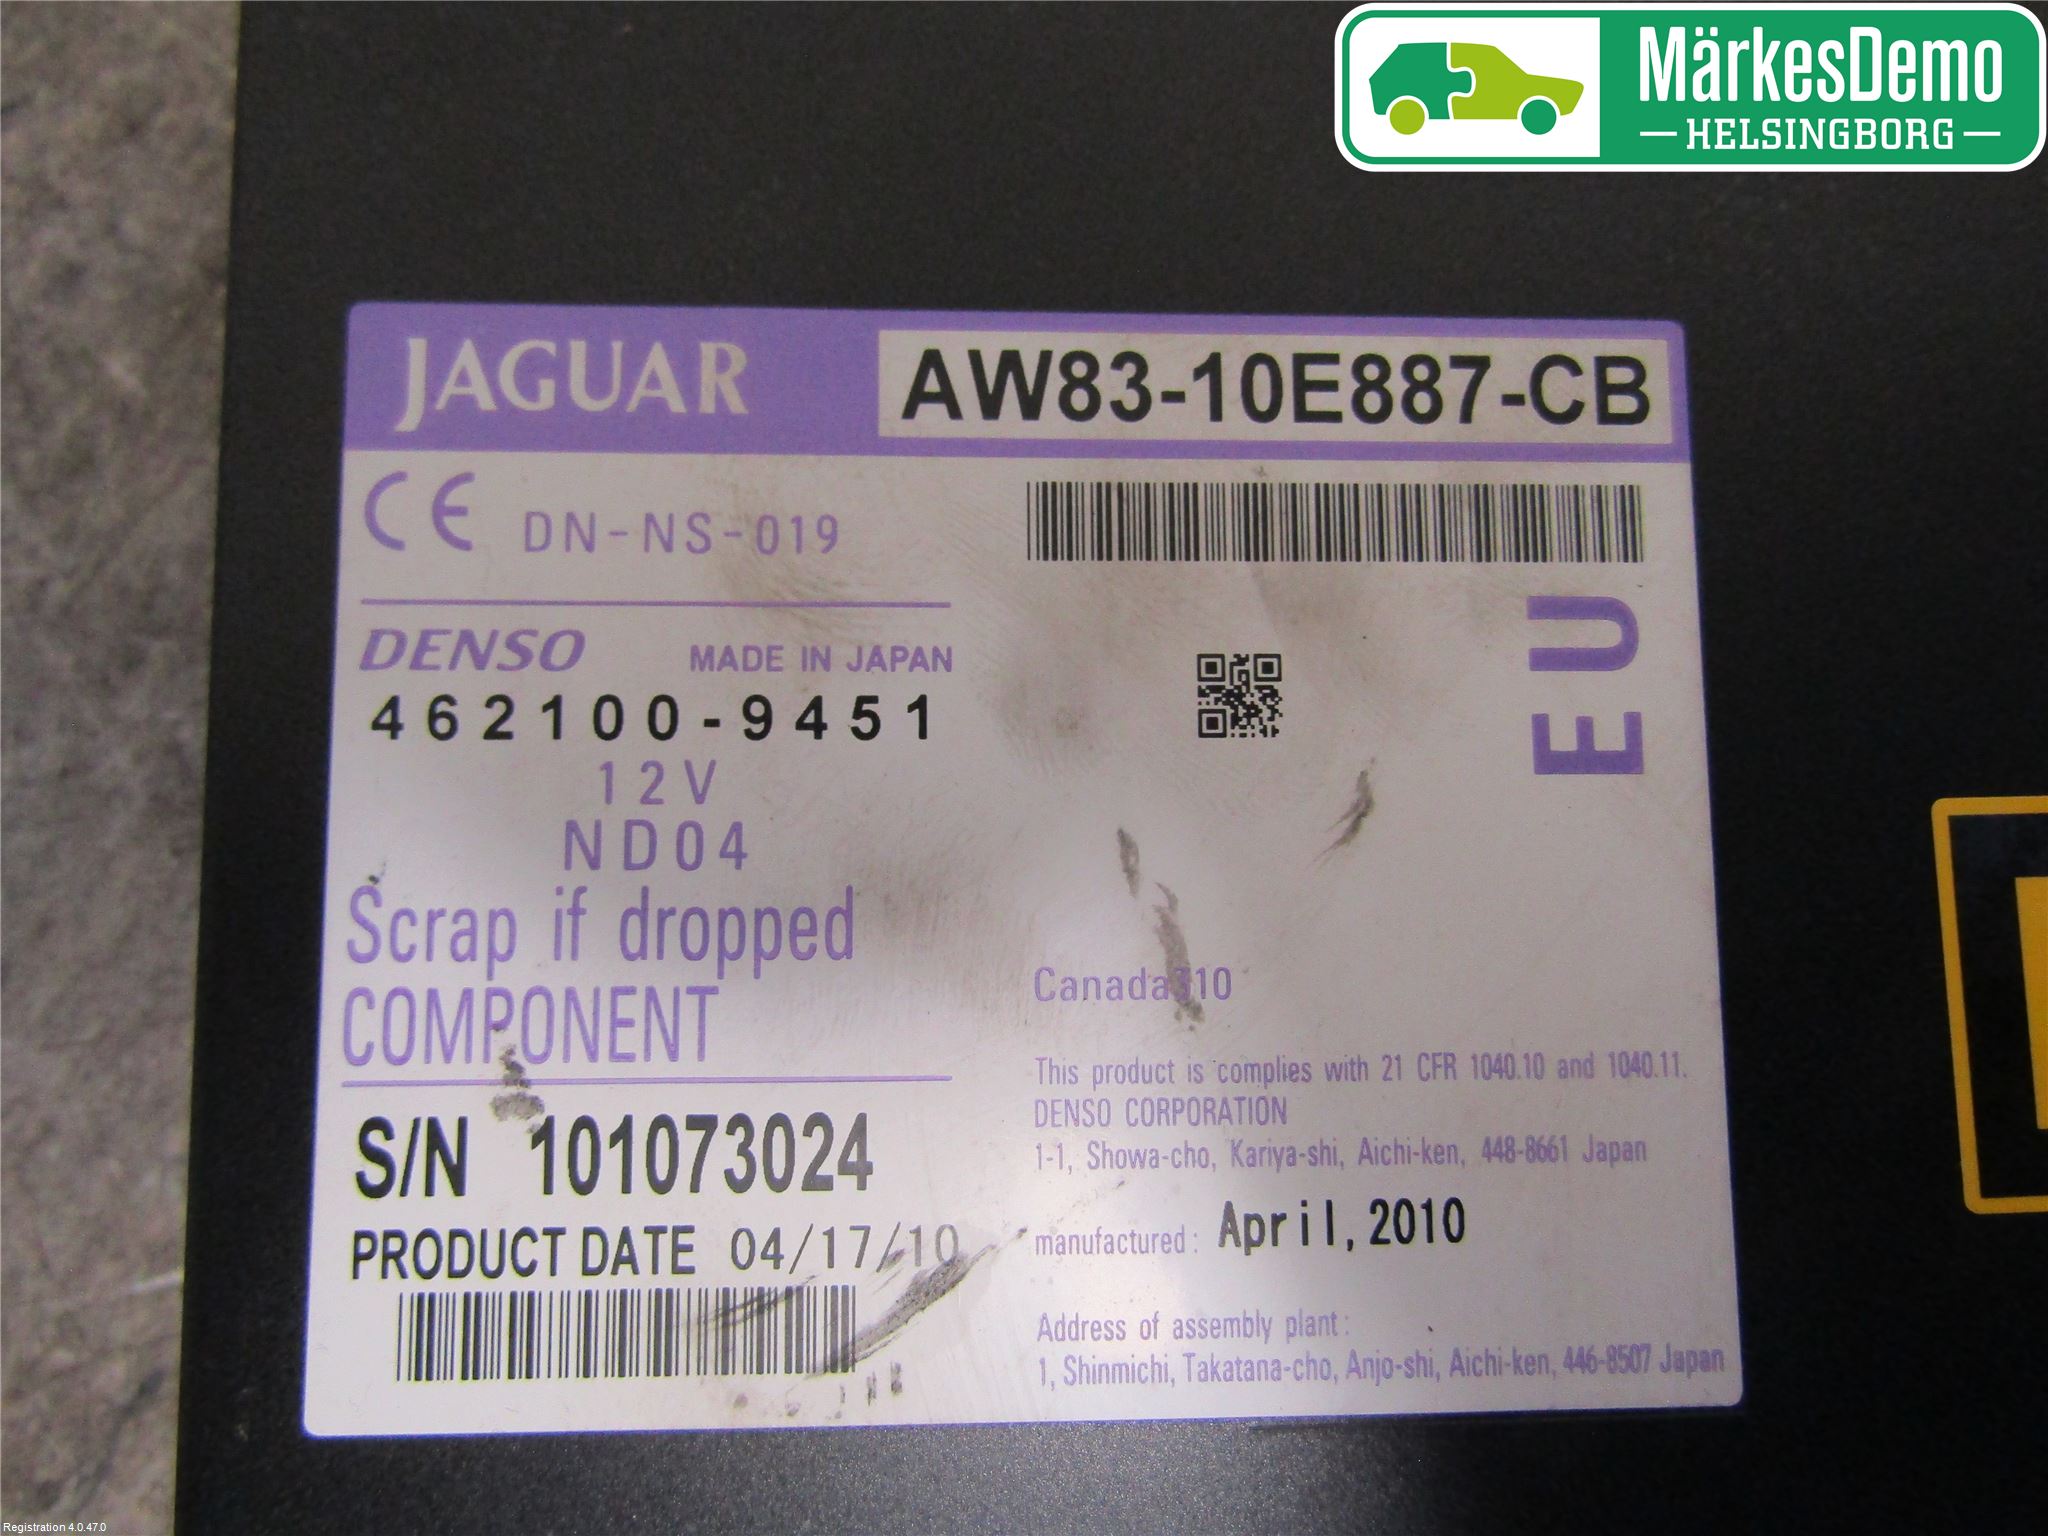 MärkesDemo
HELSINGBORG
JAGUAR AW83-10E887-CB
CE DN-NS-019
DENSO MADE IN JAPAN
462100-9451
12V
ND04
Scrap if dropped
COMPONENT
S/N 101073024
PRODUCT DATE 04/17/10
EU
Canada310
This product is complies with 21 CFR 1040.10 and 1040.11.
DENSO CORPORATION
1-1, Showa-cho, Kariya-shi, Aichi-ken, 448-8661 Japan
manufactured: April, 2010
Address of assembly plant:
1, Shinmichi, Takatana-cho, Anjo-shi, Aichi-ken, 446-8507 Japan
Registration 4.0.47.0